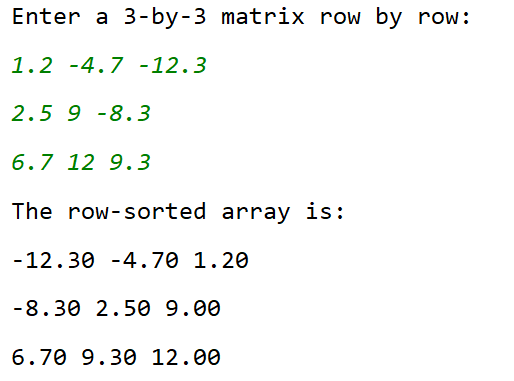 Enter a 3-by-3 matrix row by row:
1.2 -4.7 -12.3
2.5 9 -8.3
6.7 12 9.3
The row-sorted array is:
-12.30 -4.70 1.20
-8.30 2.50 9.00
6.70 9.30 12.00